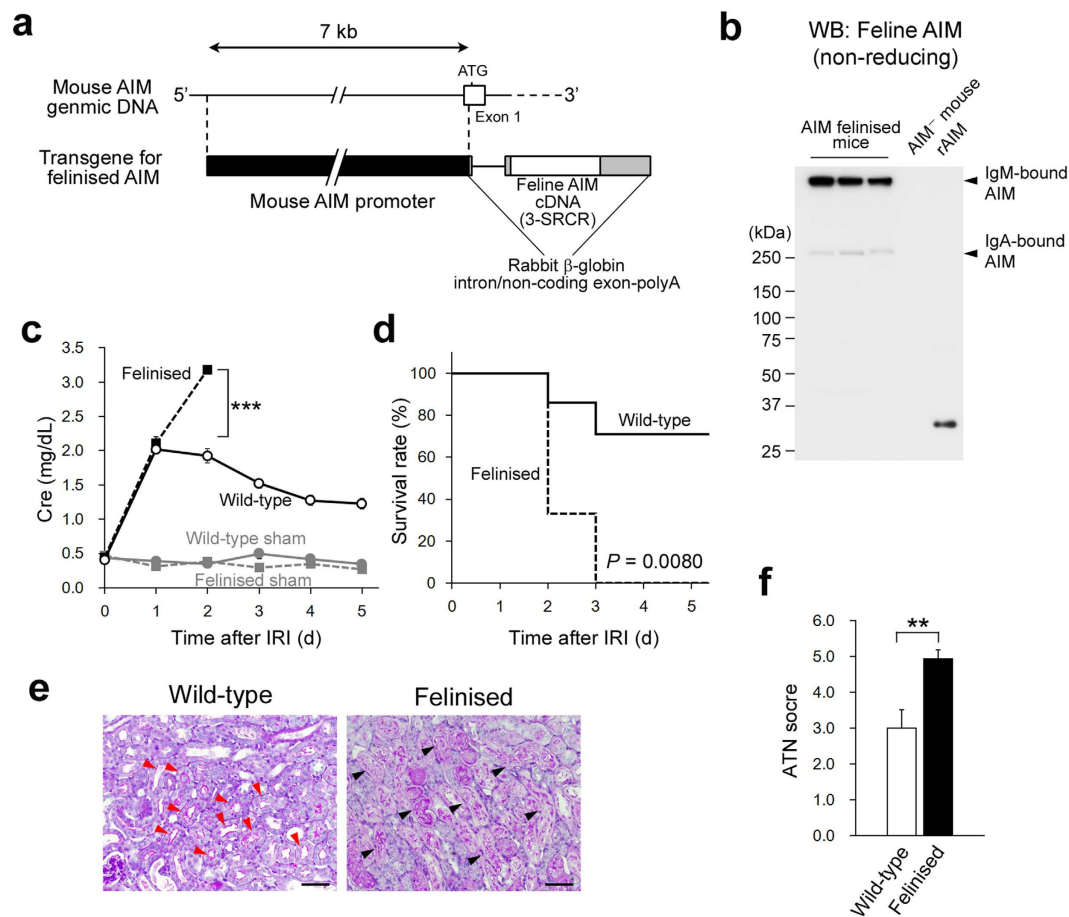 a
7 kb
ATG
Mouse AIM
genmic DNA
5’
3’
Exon 1
Transgene for
felinised AIM
Mouse AIM promoter
Feline AIM
cDNA
(3-SRCR)
Rabbit β-globin
intron/non-coding exon-polyA
b
WB: Feline AIM
(non-reducing)
AIM felinised
mice
AIM⁻ mouse
rAIM
IgM-bound
AIM
IgA-bound
AIM
(kDa)
250
150
100
75
50
37
25
c
Cre (mg/dL)
3.5
3.0
2.5
2.0
1.5
1.0
0.5
0.0
Felinised
***
Wild-type
Wild-type sham
Felinised sham
0 1 2 3 4 5
Time after IRI (d)
d
Survival rate (%)
100
80
60
40
20
0
Wild-type
Felinised
P = 0.0080
0 1 2 3 4 5
Time after IRI (d)
e
Wild-type
Felinised
f
ATN socre
6.0
5.0
4.0
3.0
2.0
1.0
0.0
**
Wild-type
Felinised